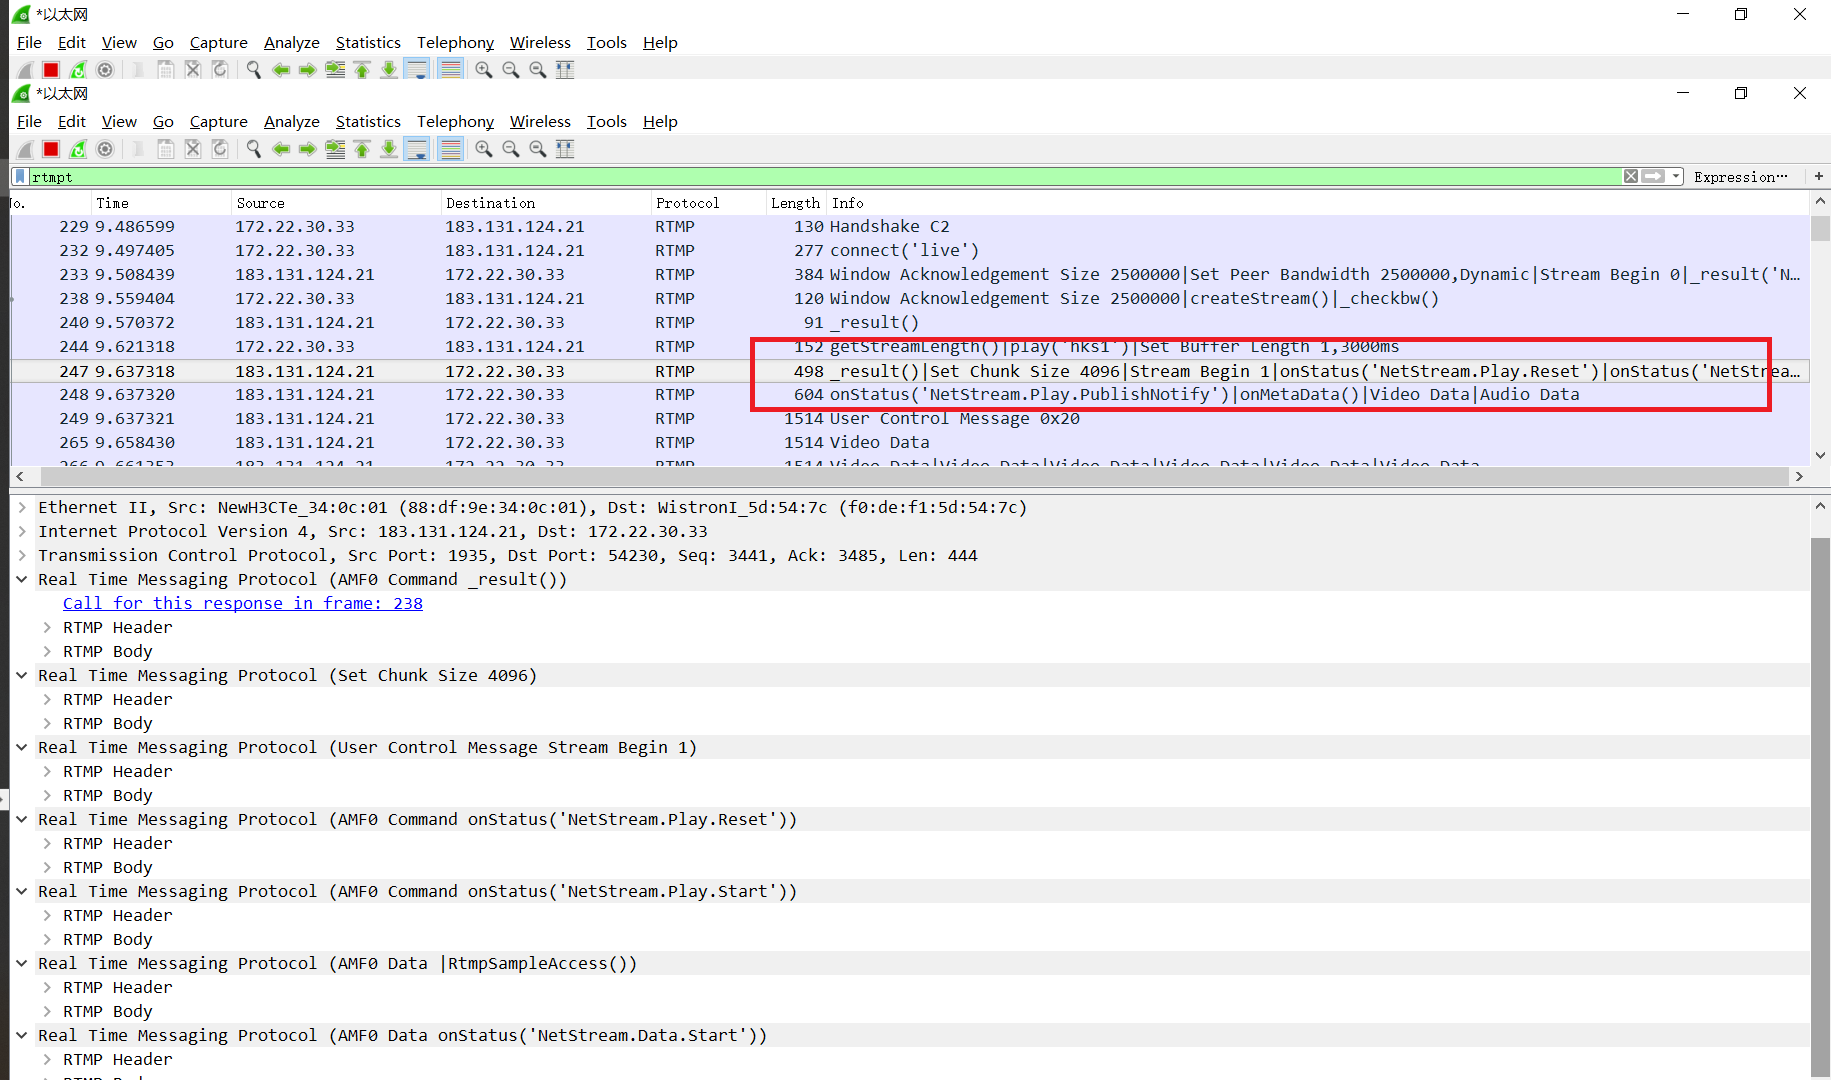 *以太网
File Edit View Go Capture Analyze Statistics Telephony Wireless Tools Help
*以太网
File Edit View Go Capture Analyze Statistics Telephony Wireless Tools Help
rtmpt Expression…
No. Time Source Destination Protocol Length Info
229 9.486599 172.22.30.33 183.131.124.21 RTMP 130 Handshake C2
232 9.497405 172.22.30.33 183.131.124.21 RTMP 277 connect('live')
233 9.508439 183.131.124.21 172.22.30.33 RTMP 384 Window Acknowledgement Size 2500000|Set Peer Bandwidth 2500000,Dynamic|Stream Begin 0|_result('N…
238 9.559404 172.22.30.33 183.131.124.21 RTMP 120 Window Acknowledgement Size 2500000|createStream()|_checkbw()
240 9.570372 183.131.124.21 172.22.30.33 RTMP 91 _result()
244 9.621318 172.22.30.33 183.131.124.21 RTMP 152 getStreamLength()|play('hks1')|Set Buffer Length 1,3000ms
247 9.637318 183.131.124.21 172.22.30.33 RTMP 498 _result()|Set Chunk Size 4096|Stream Begin 1|onStatus('NetStream.Play.Reset')|onStatus('NetStrea…
248 9.637320 183.131.124.21 172.22.30.33 RTMP 604 onStatus('NetStream.Play.PublishNotify')|onMetaData()|Video Data|Audio Data
249 9.637321 183.131.124.21 172.22.30.33 RTMP 1514 User Control Message 0x20
265 9.658430 183.131.124.21 172.22.30.33 RTMP 1514 Video Data
266 9.661353 183.131.124.21 172.22.30.33 RTMP 1514 Video Data|Video Data|Video Data|Video Data|Video Data|Video Data
Ethernet II, Src: NewH3CTe_34:0c:01 (88:df:9e:34:0c:01), Dst: WistronI_5d:54:7c (f0:de:f1:5d:54:7c)
Internet Protocol Version 4, Src: 183.131.124.21, Dst: 172.22.30.33
Transmission Control Protocol, Src Port: 1935, Dst Port: 54230, Seq: 3441, Ack: 3485, Len: 444
Real Time Messaging Protocol (AMF0 Command _result())
Call for this response in frame: 238
RTMP Header
RTMP Body
Real Time Messaging Protocol (Set Chunk Size 4096)
RTMP Header
RTMP Body
Real Time Messaging Protocol (User Control Message Stream Begin 1)
RTMP Header
RTMP Body
Real Time Messaging Protocol (AMF0 Command onStatus('NetStream.Play.Reset'))
RTMP Header
RTMP Body
Real Time Messaging Protocol (AMF0 Command onStatus('NetStream.Play.Start'))
RTMP Header
RTMP Body
Real Time Messaging Protocol (AMF0 Data |RtmpSampleAccess())
RTMP Header
RTMP Body
Real Time Messaging Protocol (AMF0 Data onStatus('NetStream.Data.Start'))
RTMP Header
RTMP Body